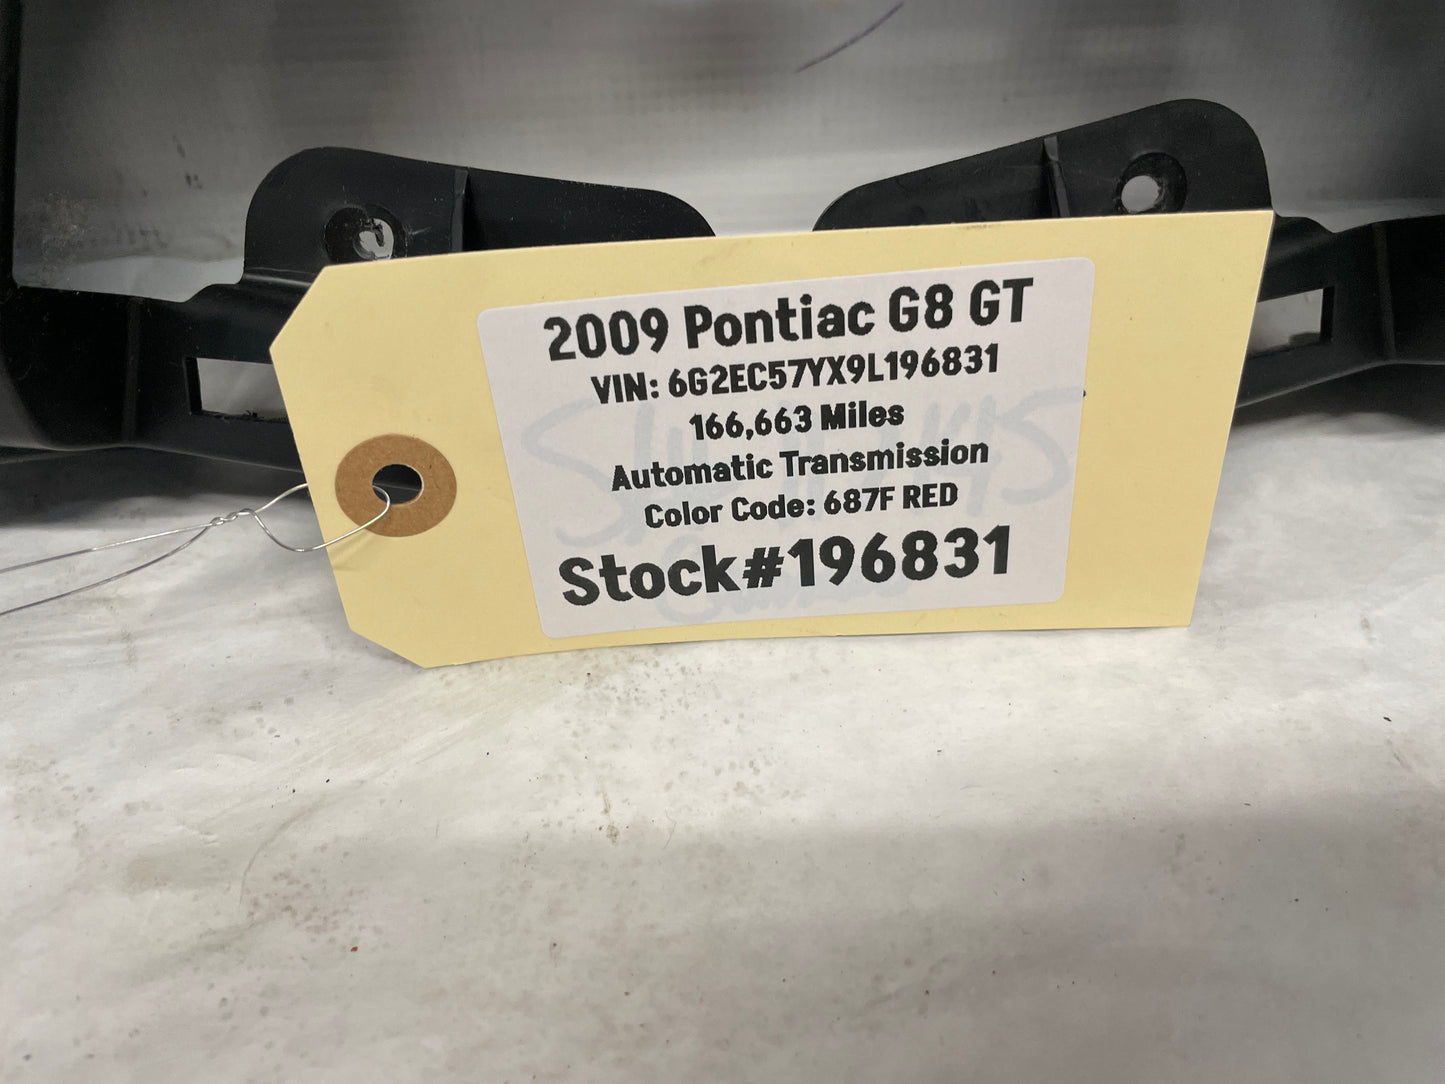 2009 Pontiac G8 GT
VIN: 6G2EC57YX9L196831
166,663 Miles
Automatic Transmission
Color Code: 687F RED
Stock#196831